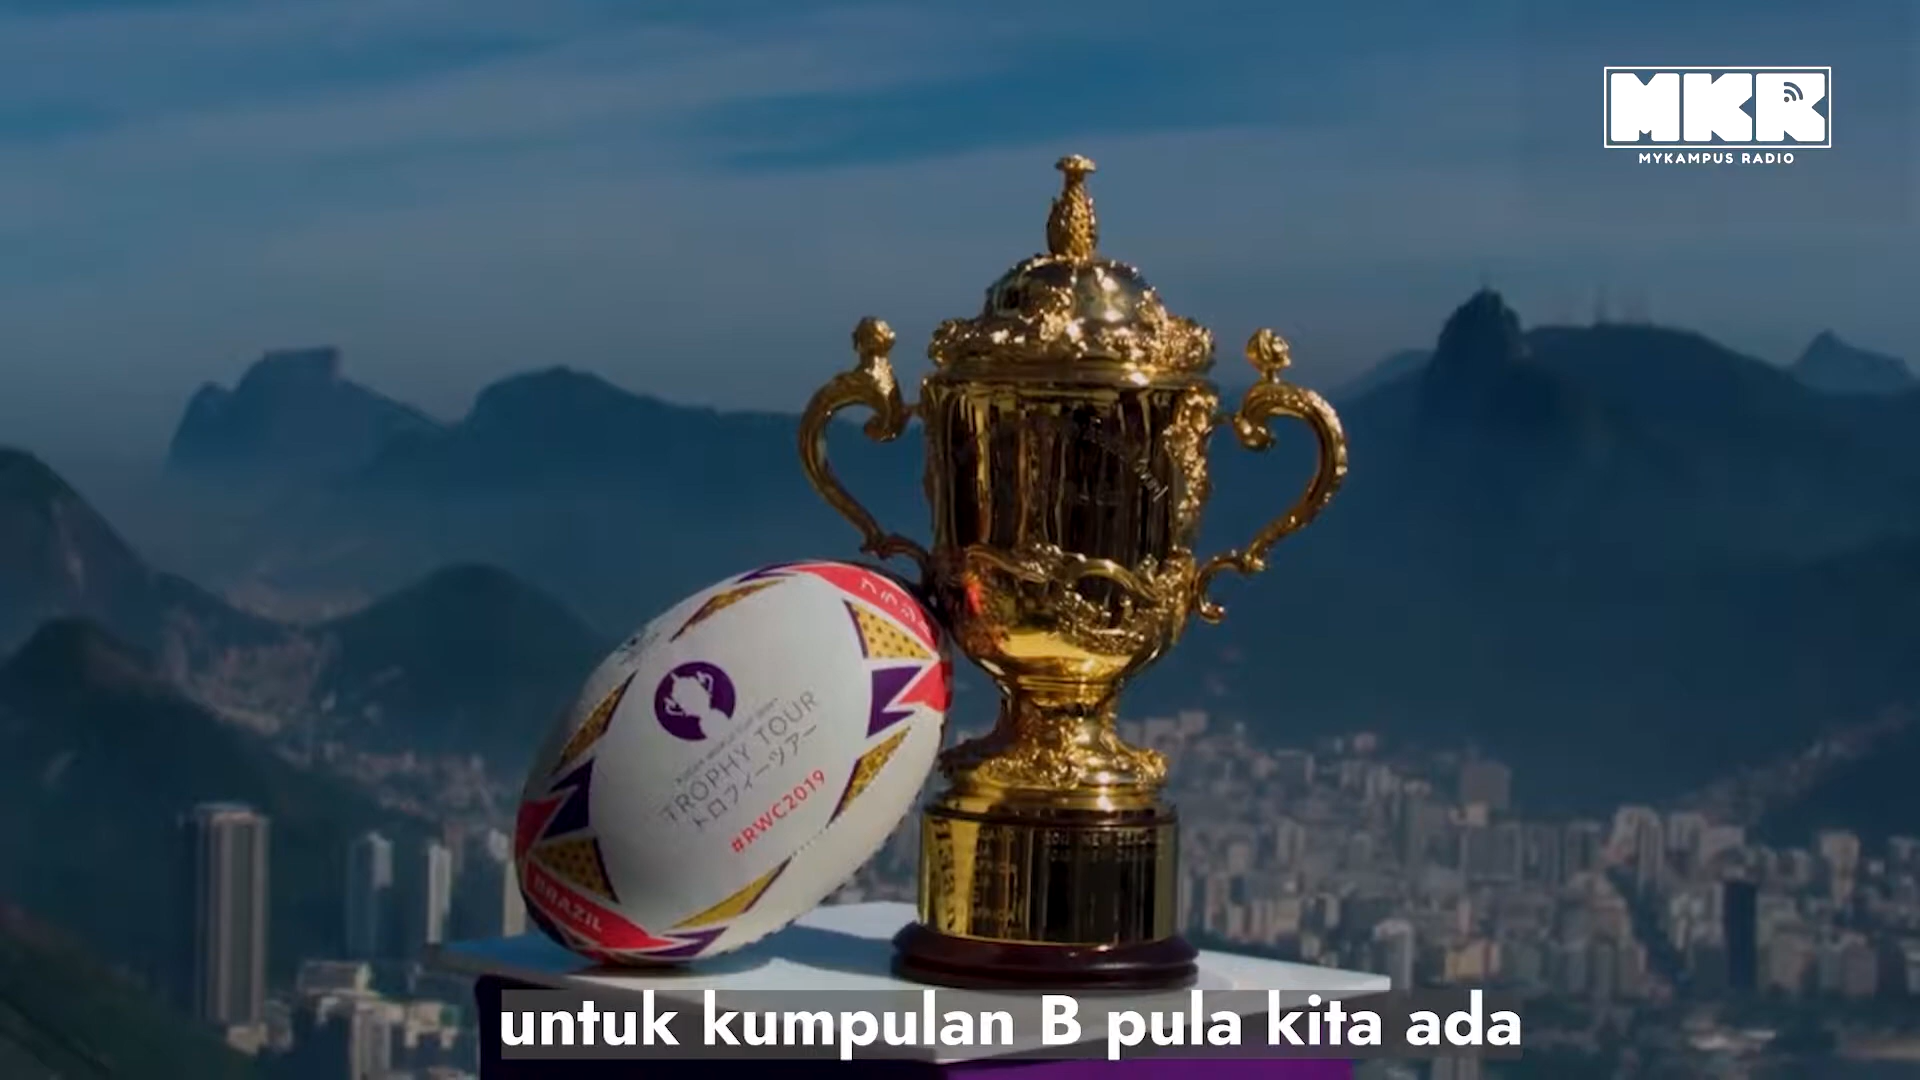 MKR
MYKAMPUS RADIO
TROPHY TOUR
トロフィーツアー
#RWC2019
BRAZIL
untuk kumpulan B pula kita ada